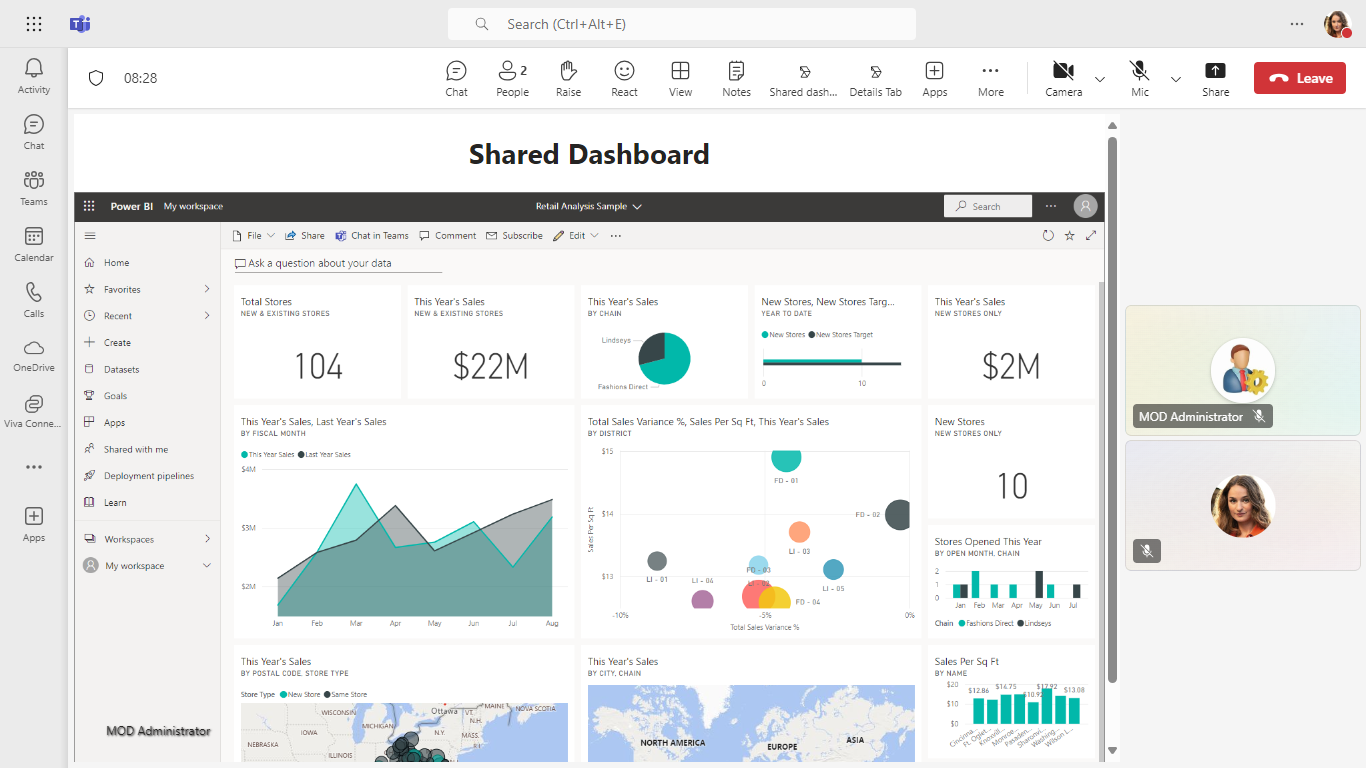 Search (Ctrl+Alt+E)
08:28
Chat
People 2
Raise
React
View
Notes
Shared dash...
Details Tab
Apps
More
Camera
Mic
Share
Leave
Activity
Chat
Teams
Calendar
Calls
OneDrive
Viva Conne...
Apps
Shared Dashboard
Power BI My workspace
Retail Analysis Sample
Search
File
Share
Chat in Teams
Comment
Subscribe
Edit
Home
Favorites
Recent
Create
Datasets
Goals
Apps
Shared with me
Deployment pipelines
Learn
Workspaces
My workspace
MOD Administrator
Ask a question about your data
Total Stores
NEW & EXISTING STORES
104
This Year's Sales
NEW & EXISTING STORES
$22M
This Year's Sales
BY CHAIN
Lindseys
Fashions Direct
New Stores, New Stores Targ...
YEAR TO DATE
New Stores New Stores Target
0 10
This Year's Sales
NEW STORES ONLY
$2M
This Year's Sales, Last Year's Sales
BY FISCAL MONTH
This Year Sales Last Year Sales
$4M
$3M
$2M
Jan Feb Mar Apr May Jun Jul Aug
Total Sales Variance %, Sales Per Sq Ft, This Year's Sales
BY DISTRICT
Sales Per Sq Ft
$15
$14
$13
FD - 01
FD - 02
LI - 03
LI - 01
FD - 03
LI - 04
LI - 02
LI - 05
FD - 04
-10% -5% 0%
Total Sales Variance %
New Stores
NEW STORES ONLY
10
Stores Opened This Year
BY OPEN MONTH, CHAIN
2
1
0
Jan Feb Mar Apr May Jun Jul
Chain Fashions Direct Lindseys
This Year's Sales
BY POSTAL CODE, STORE TYPE
Store Type New Store Same Store
WISCONSIN
MICHIGAN
Ottawa
MAINE
NOVA SCOTIA
VT.
N.H.
IOWA
N.Y.
MASS.
NEBRASKA
ILLINOIS
This Year's Sales
BY CITY, CHAIN
NORTH AMERICA
EUROPE
ASIA
Sales Per Sq Ft
BY NAME
$20
$10
$0
$12.86
$14.75
$10.92
$17.92
$13.08
Cincinna...
Ft. Oglet...
Knoxvill...
Monroe...
Pasaden...
Sharonvi...
Washing...
Wilson L...
MOD Administrator